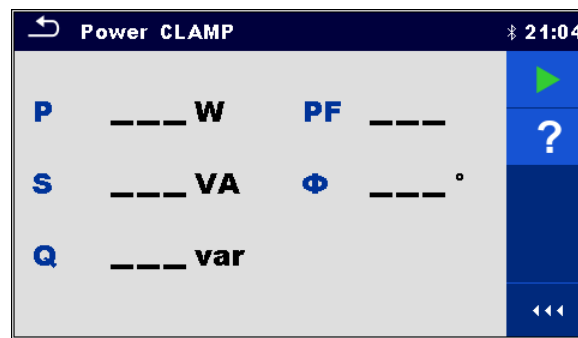 Power CLAMP 21:04
P ___ W PF ___
S ___ VA Φ ___ °
Q ___ var
?